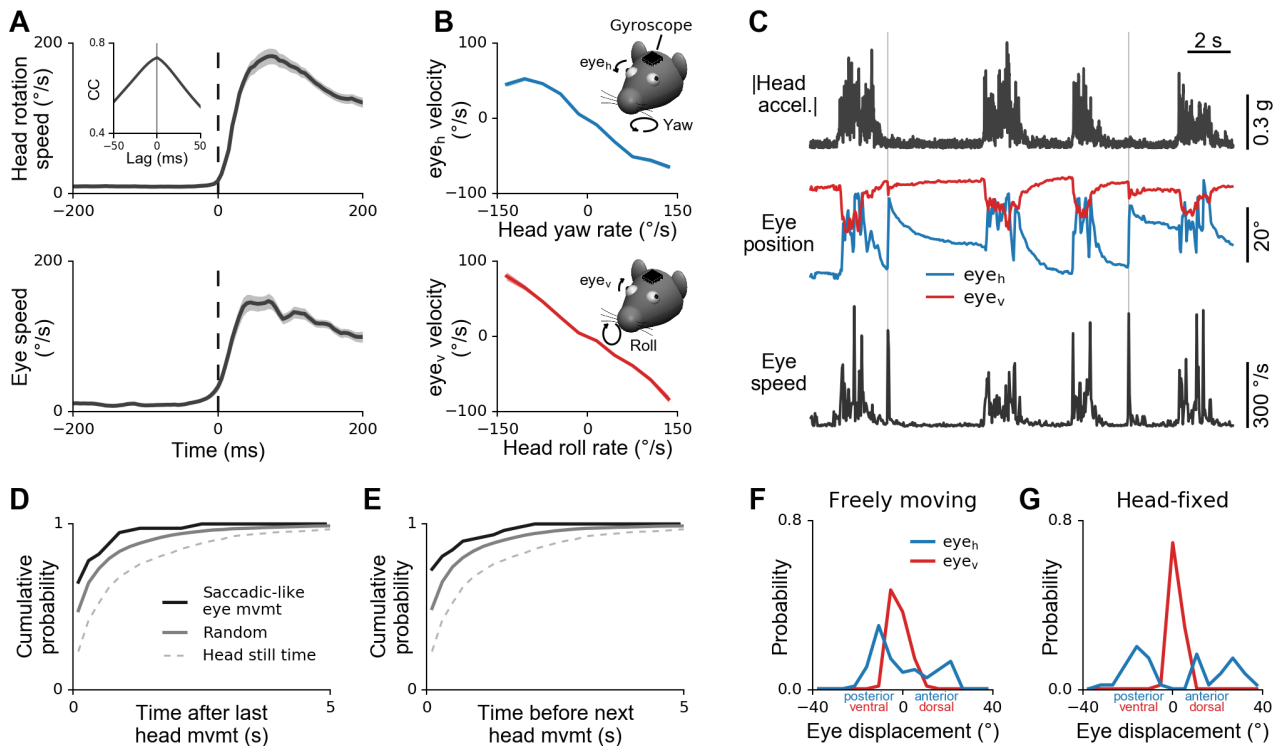 A
200
Head rotation
speed (°/s)
0
−200
0
200
0.8
CC
0.4
−50
50
Lag (ms)
200
Eye speed
(°/s)
0
−200
0
200
Time (ms)
B
Gyroscope
100
eyeₕ velocity
(°/s)
0
−100
−150
0
150
eyeₕ
Yaw
Head yaw rate (°/s)
100
eyeᵥ velocity
(°/s)
0
−100
−150
0
150
eyeᵥ
Roll
Head roll rate (°/s)
C
2 s
|Head
accel.|
0.3 g
Eye
position
20°
eyeₕ
eyeᵥ
Eye
speed
300 °/s
D
1
Cumulative
probability
0
0
5
Saccadic-like
eye mvmt
Random
Head still time
Time after last
head mvmt (s)
E
1
Cumulative
probability
0
0
5
Time before next
head mvmt (s)
F
Freely moving
0.8
Probability
0.0
eyeₕ
eyeᵥ
posterior
anterior
ventral
dorsal
−40
0
40
Eye displacement (°)
G
Head-fixed
0.8
Probability
0.0
posterior
anterior
ventral
dorsal
−40
0
40
Eye displacement (°)